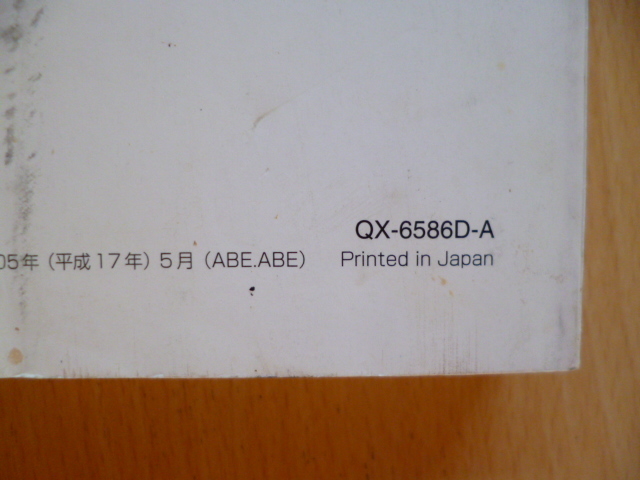 QX-6586D-A
05年（平成17年）5月（ABE.ABE） Printed in Japan